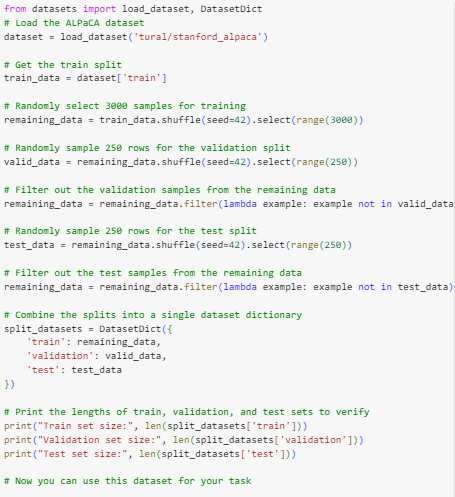 from datasets import load_dataset, DatasetDict
# Load the ALPaCA dataset
dataset = load_dataset('tural/stanford_alpaca')

# Get the train split
train_data = dataset['train']

# Randomly select 3000 samples for training
remaining_data = train_data.shuffle(seed=42).select(range(3000))

# Randomly sample 250 rows for the validation split
valid_data = remaining_data.shuffle(seed=42).select(range(250))

# Filter out the validation samples from the remaining data
remaining_data = remaining_data.filter(lambda example: example not in valid_data

# Randomly sample 250 rows for the test split
test_data = remaining_data.shuffle(seed=42).select(range(250))

# Filter out the test samples from the remaining data
remaining_data = remaining_data.filter(lambda example: example not in test_data)

# Combine the splits into a single dataset dictionary
split_datasets = DatasetDict({
    'train': remaining_data,
    'validation': valid_data,
    'test': test_data
})

# Print the lengths of train, validation, and test sets to verify
print("Train set size:", len(split_datasets['train']))
print("Validation set size:", len(split_datasets['validation']))
print("Test set size:", len(split_datasets['test']))

# Now you can use this dataset for your task